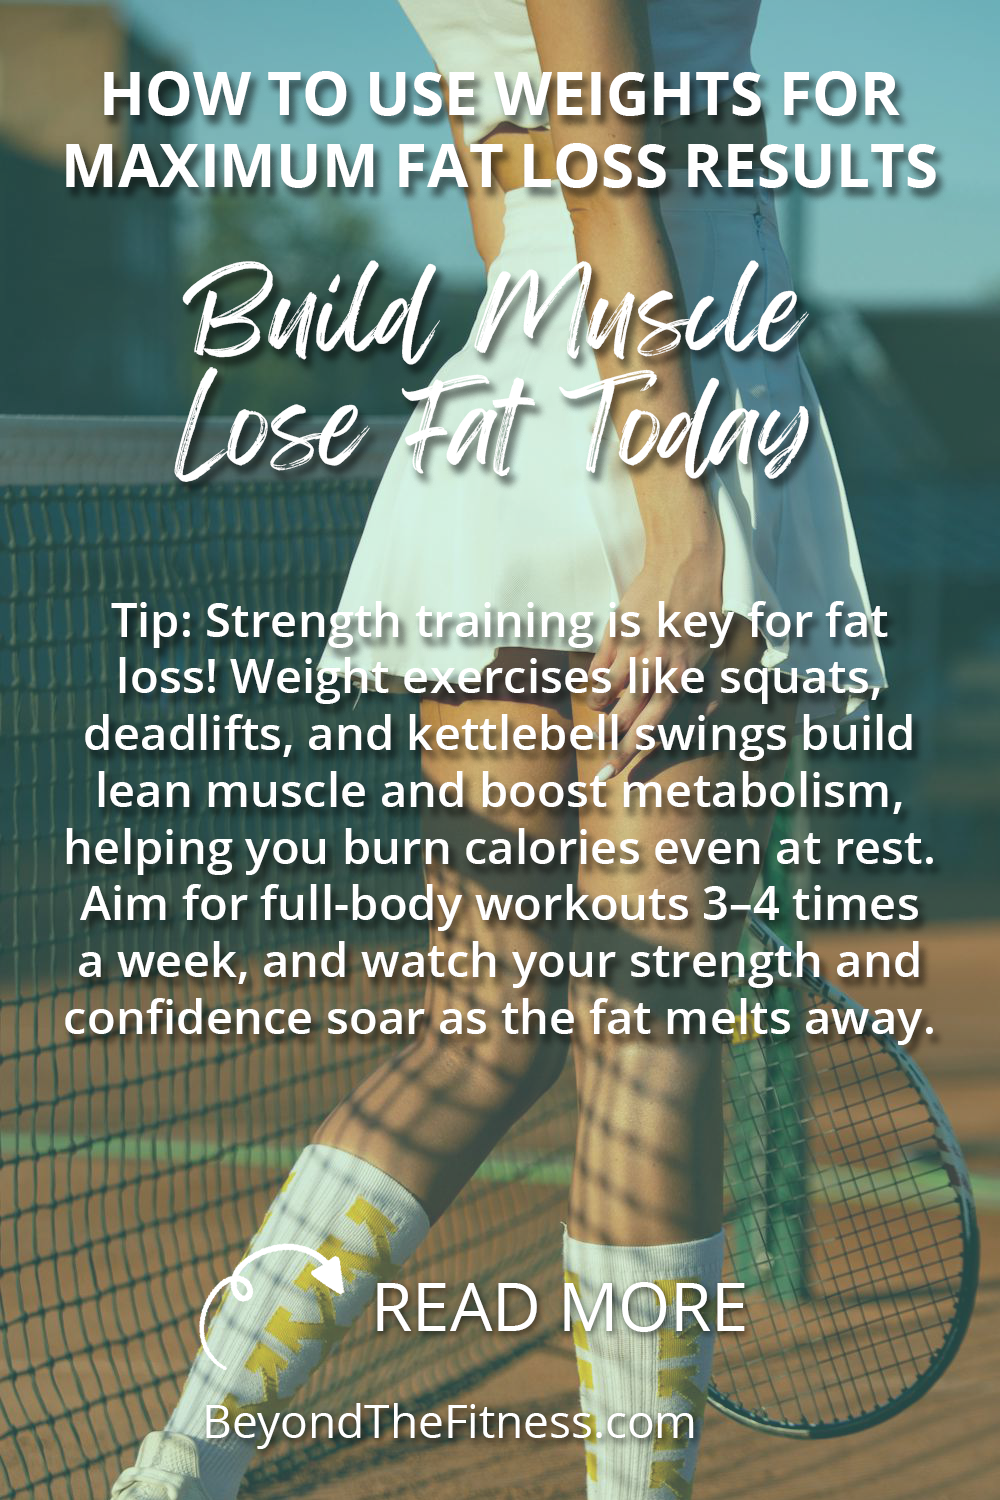 HOW TO USE WEIGHTS FOR
MAXIMUM FAT LOSS RESULTS
Build Muscle
Lose Fat Today
Tip: Strength training is key for fat
loss! Weight exercises like squats,
deadlifts, and kettlebell swings build
lean muscle and boost metabolism,
helping you burn calories even at rest.
Aim for full-body workouts 3–4 times
a week, and watch your strength and
confidence soar as the fat melts away.
READ MORE
BeyondTheFitness.com